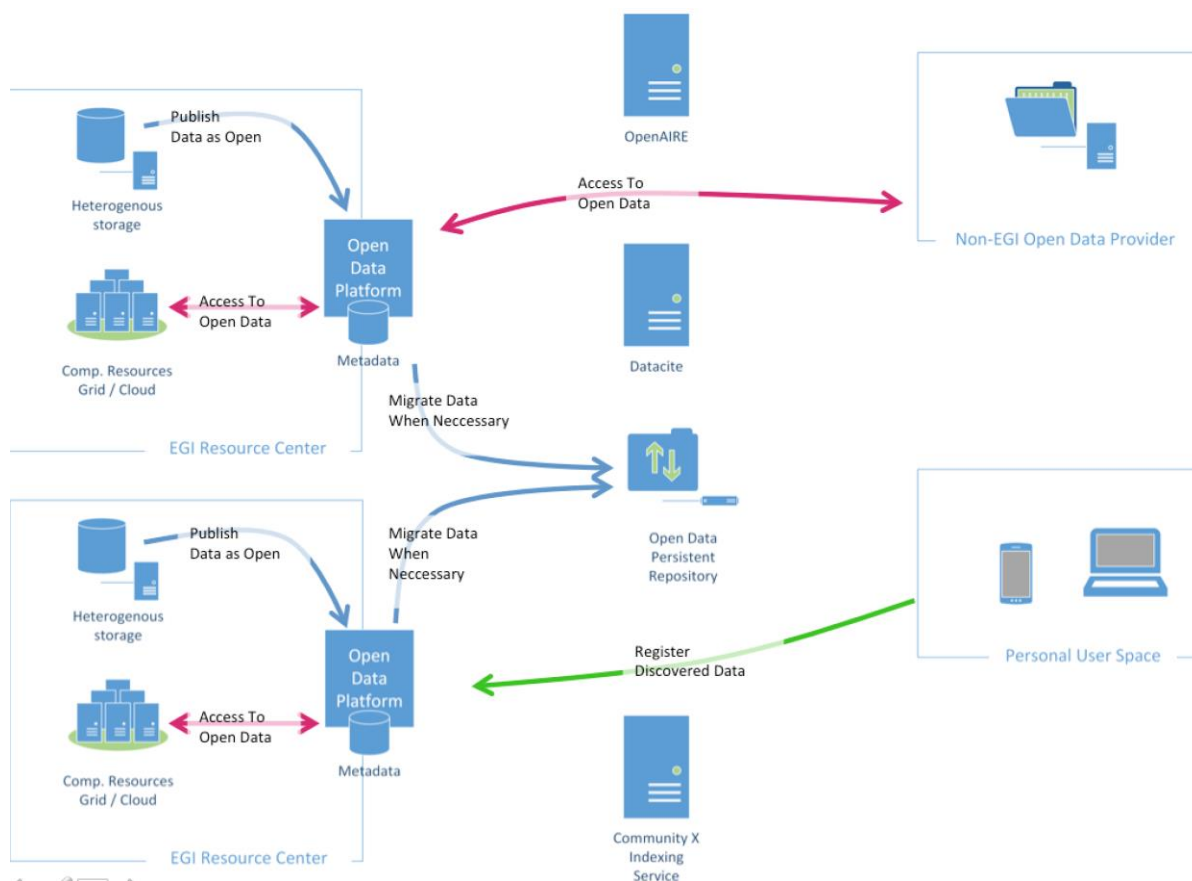 OpenAIRE
Publish
Data as Open
Heterogenous
storage
Access To
Open Data
Non-EGI Open Data Provider
Open
Data
Platform
Access To
Open Data
Metadata
Comp. Resources
Grid / Cloud
Datacite
Migrate Data
When Neccessary
EGI Resource Center
Publish
Data as Open
Heterogenous
storage
Migrate Data
When
Neccessary
Open Data
Persistent
Repository
Open
Data
Platform
Register
Discovered Data
Personal User Space
Access To
Open Data
Metadata
Comp. Resources
Grid / Cloud
Community X
Indexing
Service
EGI Resource Center